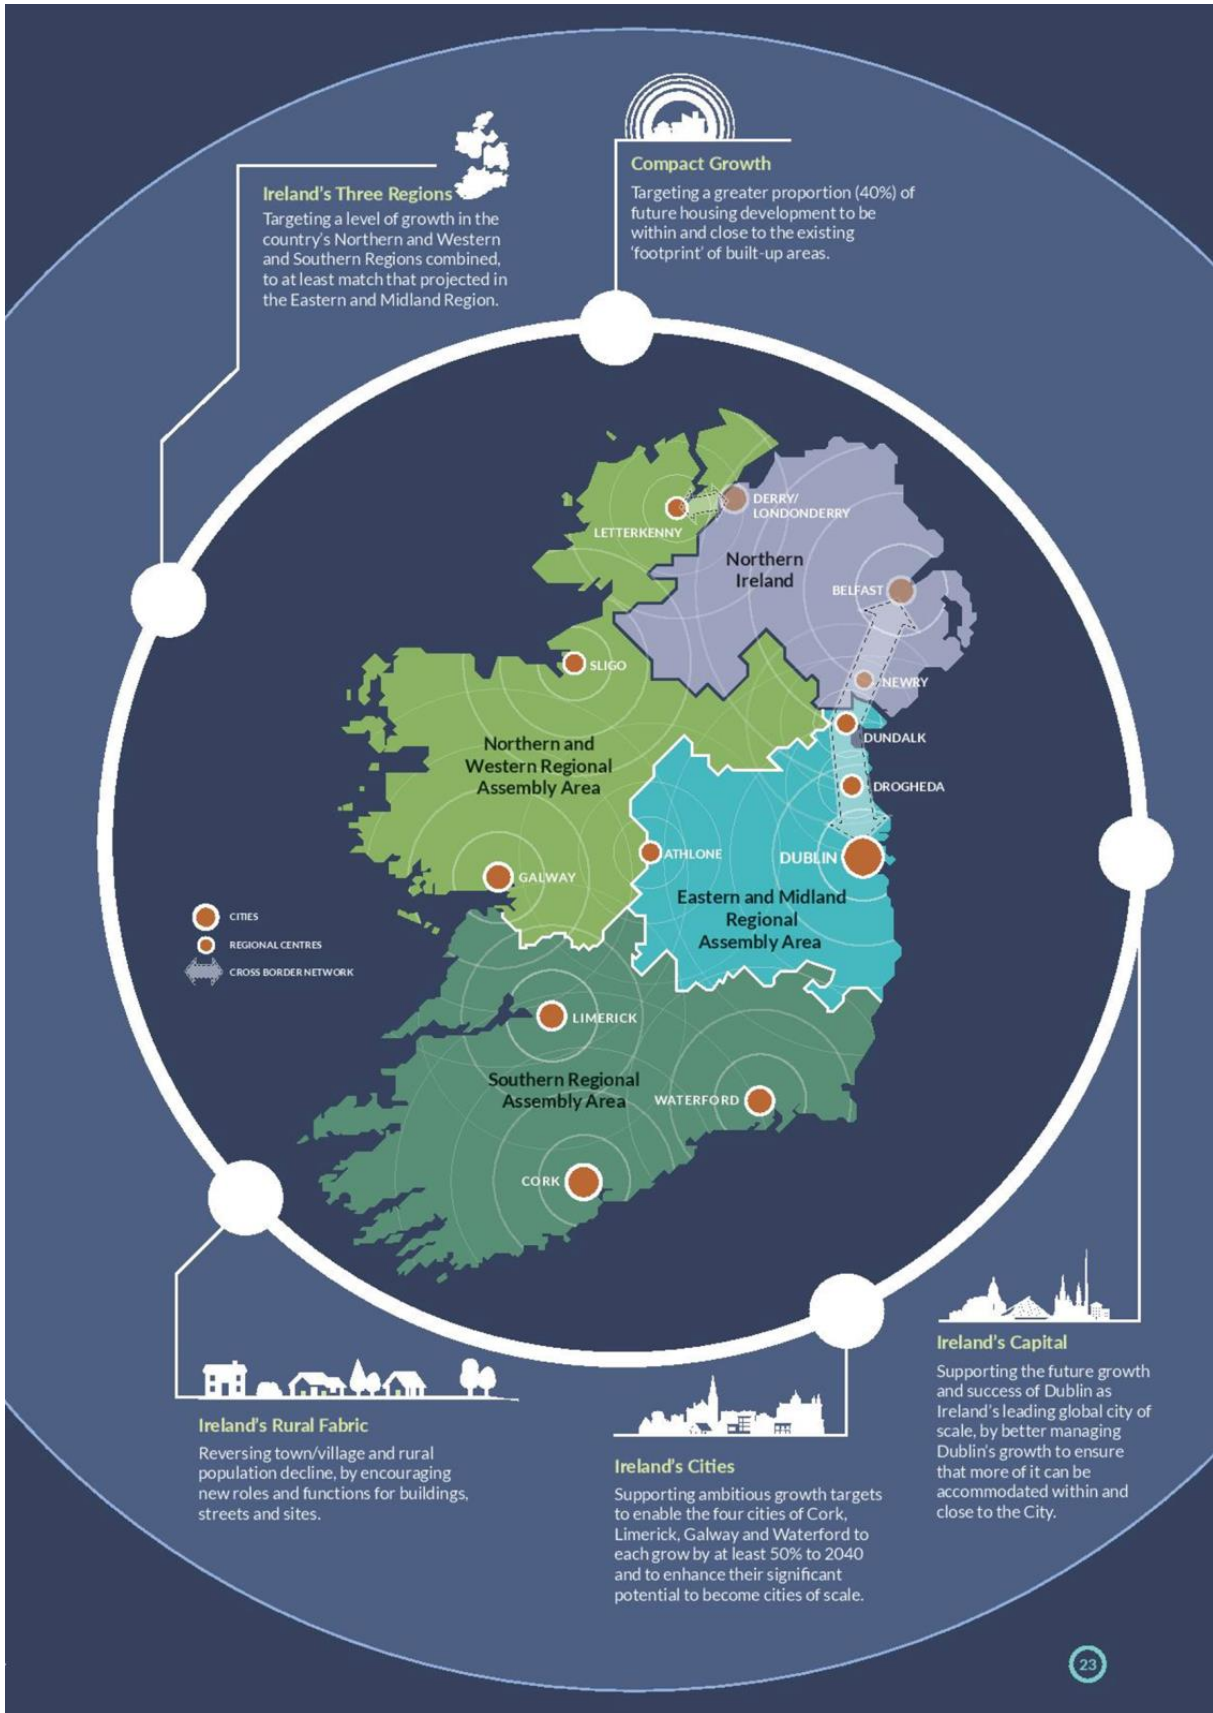 Ireland's Three Regions
Targeting a level of growth in the
country's Northern and Western
and Southern Regions combined,
to at least match that projected in
the Eastern and Midland Region.
Compact Growth
Targeting a greater proportion (40%) of
future housing development to be
within and close to the existing
'footprint' of built-up areas.
DERRY/
LONDONDERRY
LETTERKENNY
Northern
Ireland
BELFAST
SLIGO
NEWRY
DUNDALK
Northern and
Western Regional
Assembly Area
DROGHEDA
ATHLONE
DUBLIN
GALWAY
Eastern and Midland
Regional
Assembly Area
CITIES
REGIONAL CENTRES
CROSS BORDER NETWORK
LIMERICK
Southern Regional
Assembly Area
WATERFORD
CORK
Ireland's Capital
Supporting the future growth
and success of Dublin as
Ireland's leading global city of
scale, by better managing
Dublin's growth to ensure
that more of it can be
accommodated within and
close to the City.
Ireland's Rural Fabric
Reversing town/village and rural
population decline, by encouraging
new roles and functions for buildings,
streets and sites.
Ireland's Cities
Supporting ambitious growth targets
to enable the four cities of Cork,
Limerick, Galway and Waterford to
each grow by at least 50% to 2040
and to enhance their significant
potential to become cities of scale.
23